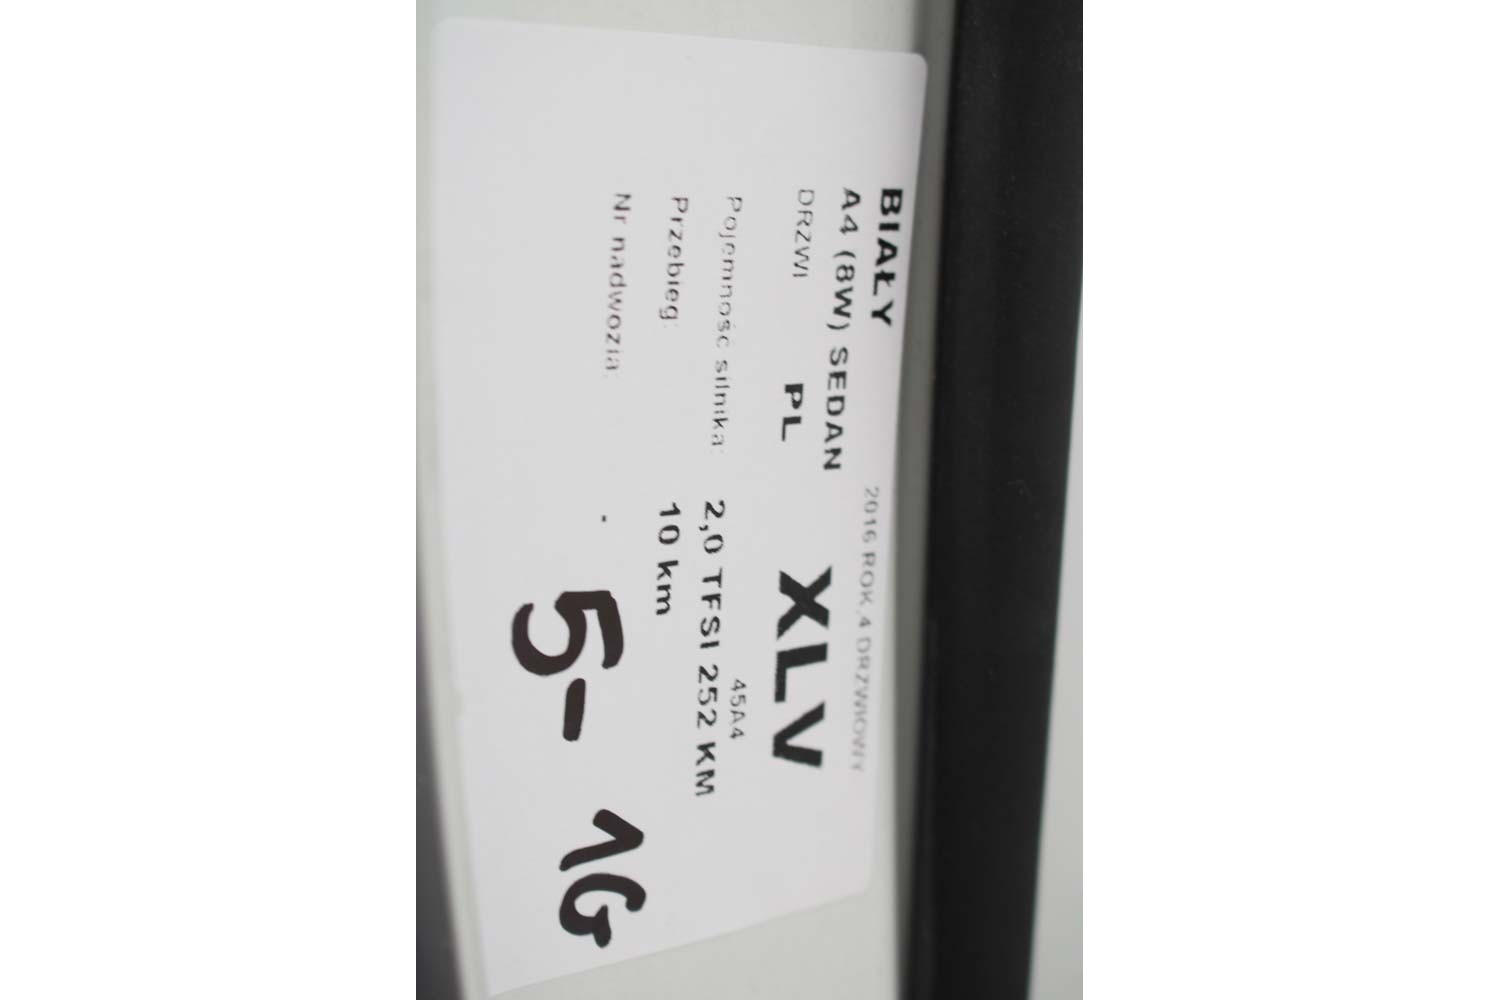 BIAŁY
2016 ROK,4 DRZWIOWY
A4 (8W) SEDAN
DRZWI PL XLV
45A4
Pojemność silnika: 2,0 TFSI 252 KM
Przebieg: 10 km
Nr nadwozia: .
5- 16